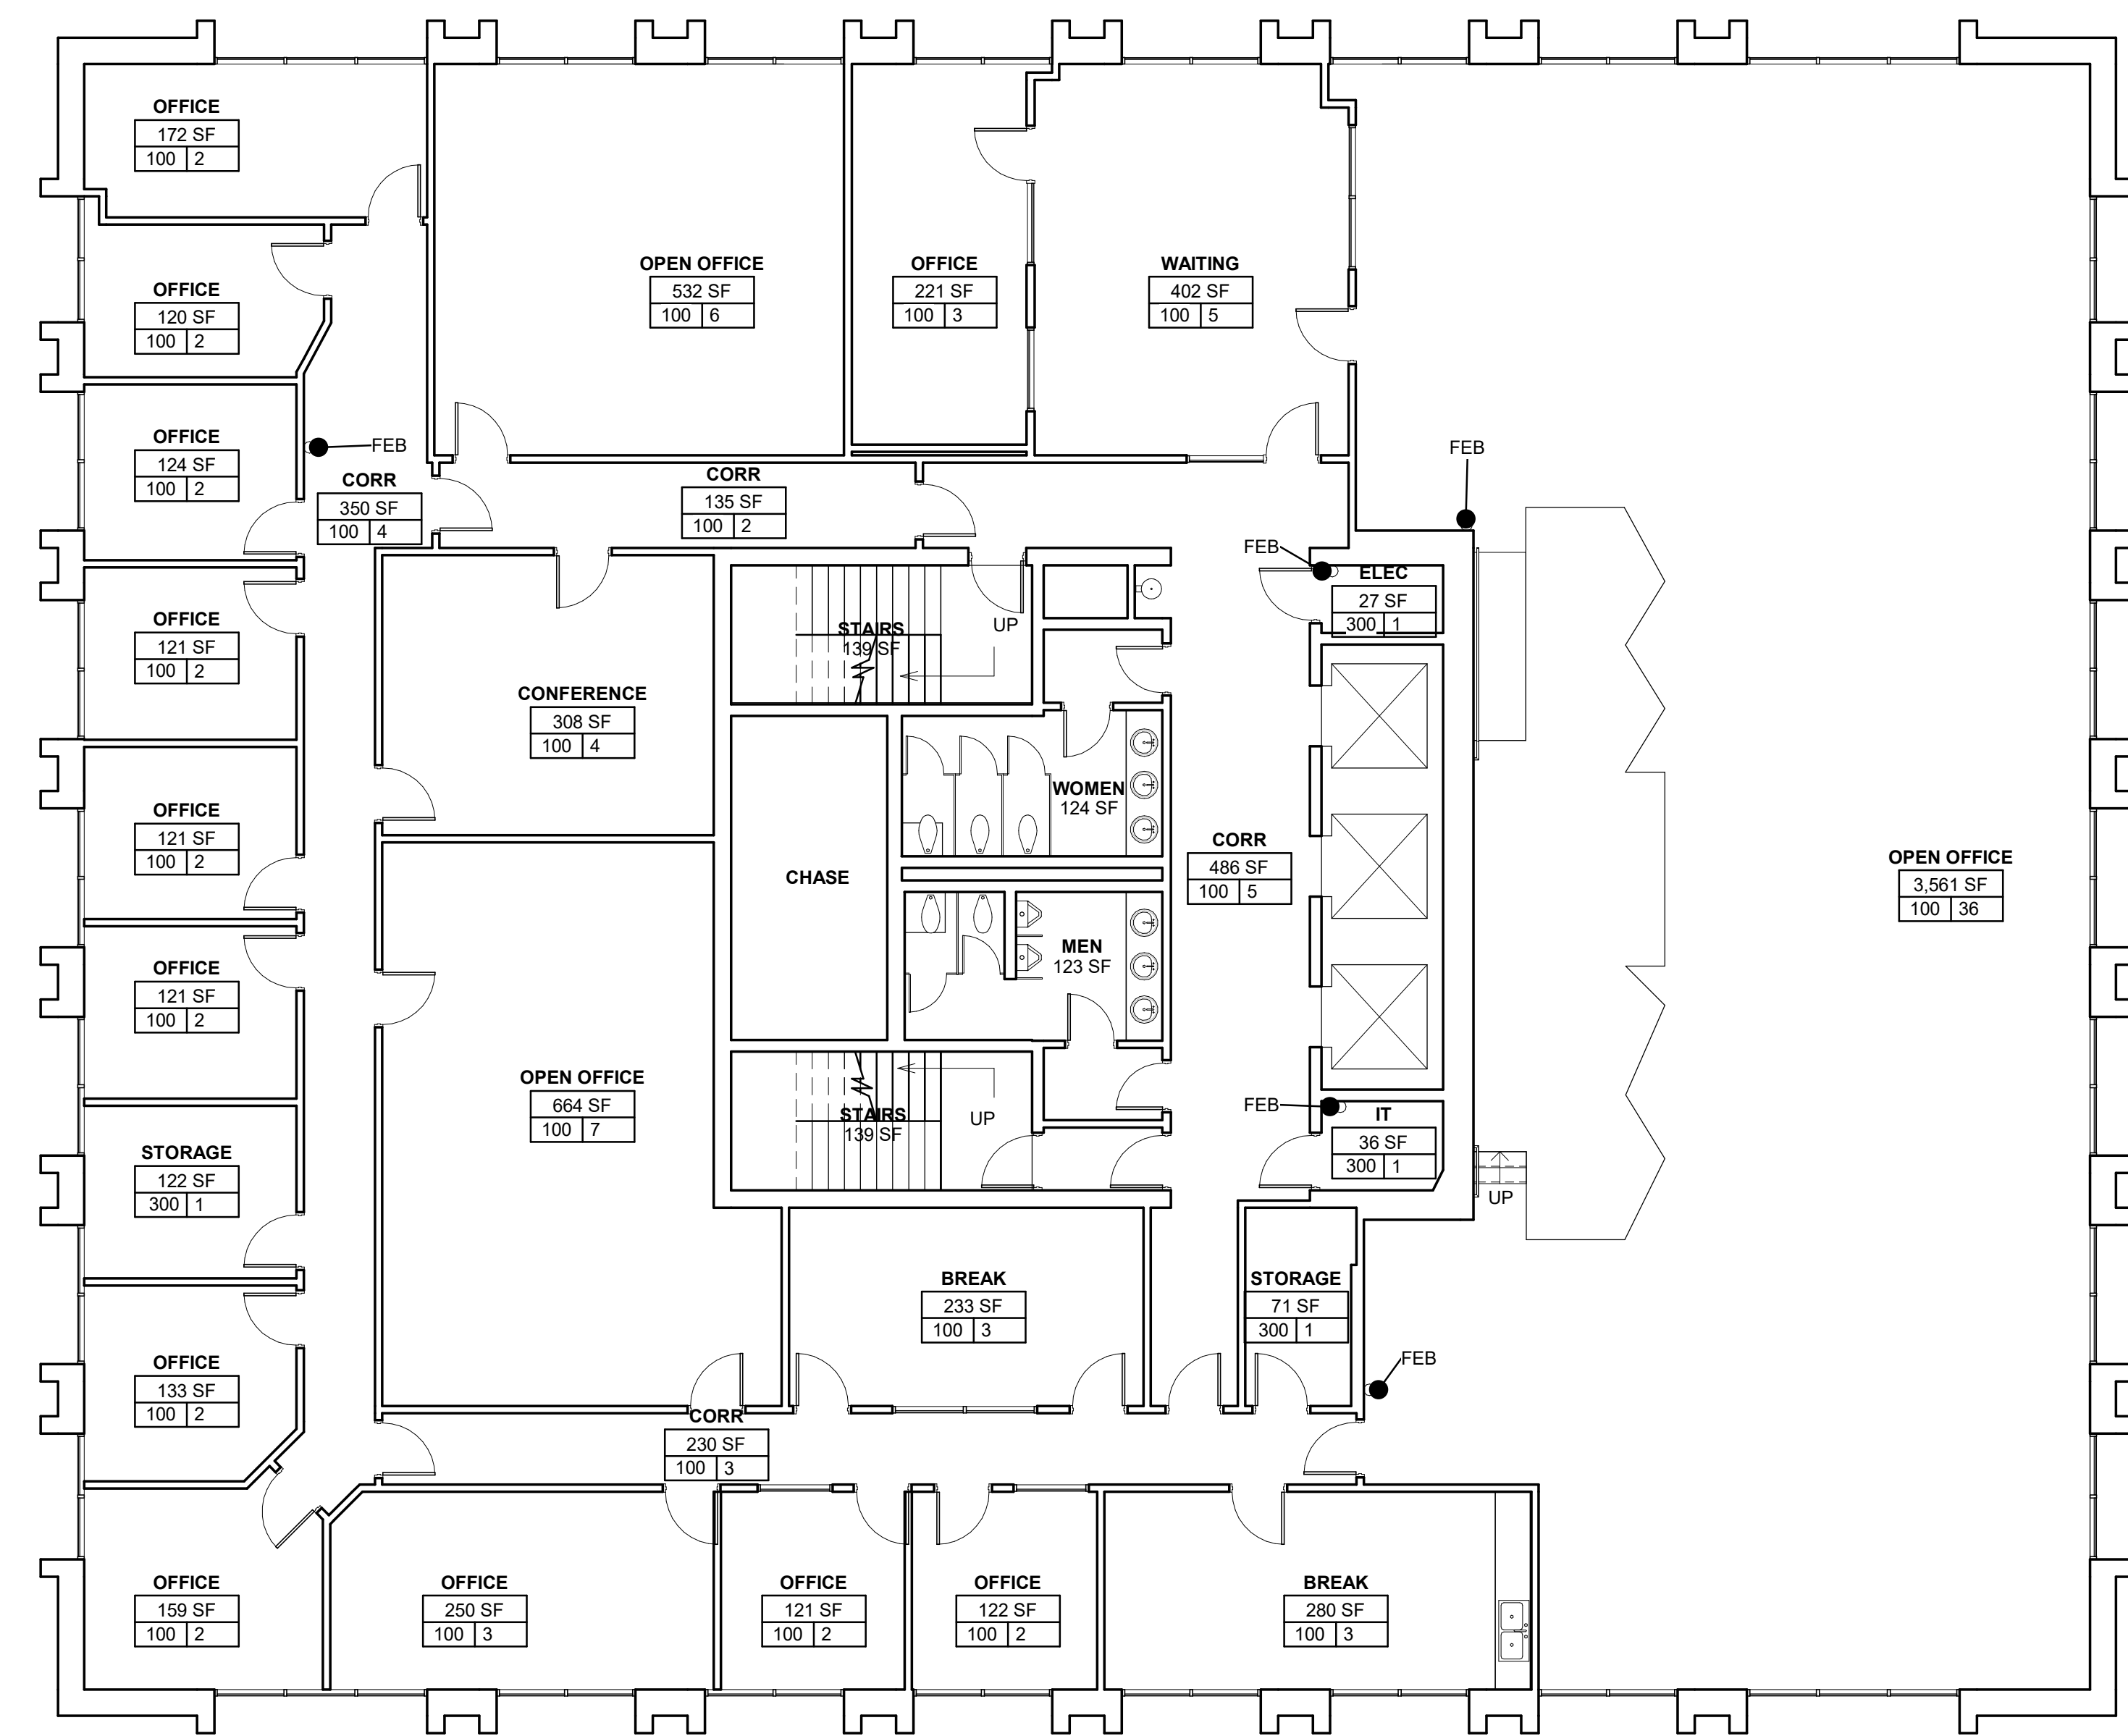 OFFICE
172 SF
100 2
OFFICE
120 SF
100 2
OPEN OFFICE
532 SF
100 6
OFFICE
221 SF
100 3
WAITING
402 SF
100 5
OFFICE
124 SF
100 2
FEB
CORR
350 SF
100 4
CORR
135 SF
100 2
FEB
FEB
ELEC
27 SF
300 1
OFFICE
121 SF
100 2
STAIRS
139 SF
UP
CONFERENCE
308 SF
100 4
OFFICE
121 SF
100 2
WOMEN
124 SF
CHASE
CORR
486 SF
100 5
OPEN OFFICE
3,561 SF
100 36
OFFICE
121 SF
100 2
MEN
123 SF
OPEN OFFICE
664 SF
100 7
STAIRS
139 SF
UP
FEB
IT
36 SF
300 1
UP
STORAGE
122 SF
300 1
BREAK
233 SF
100 3
STORAGE
71 SF
300 1
FEB
OFFICE
133 SF
100 2
CORR
230 SF
100 3
OFFICE
159 SF
100 2
OFFICE
250 SF
100 3
OFFICE
121 SF
100 2
OFFICE
122 SF
100 2
BREAK
280 SF
100 3